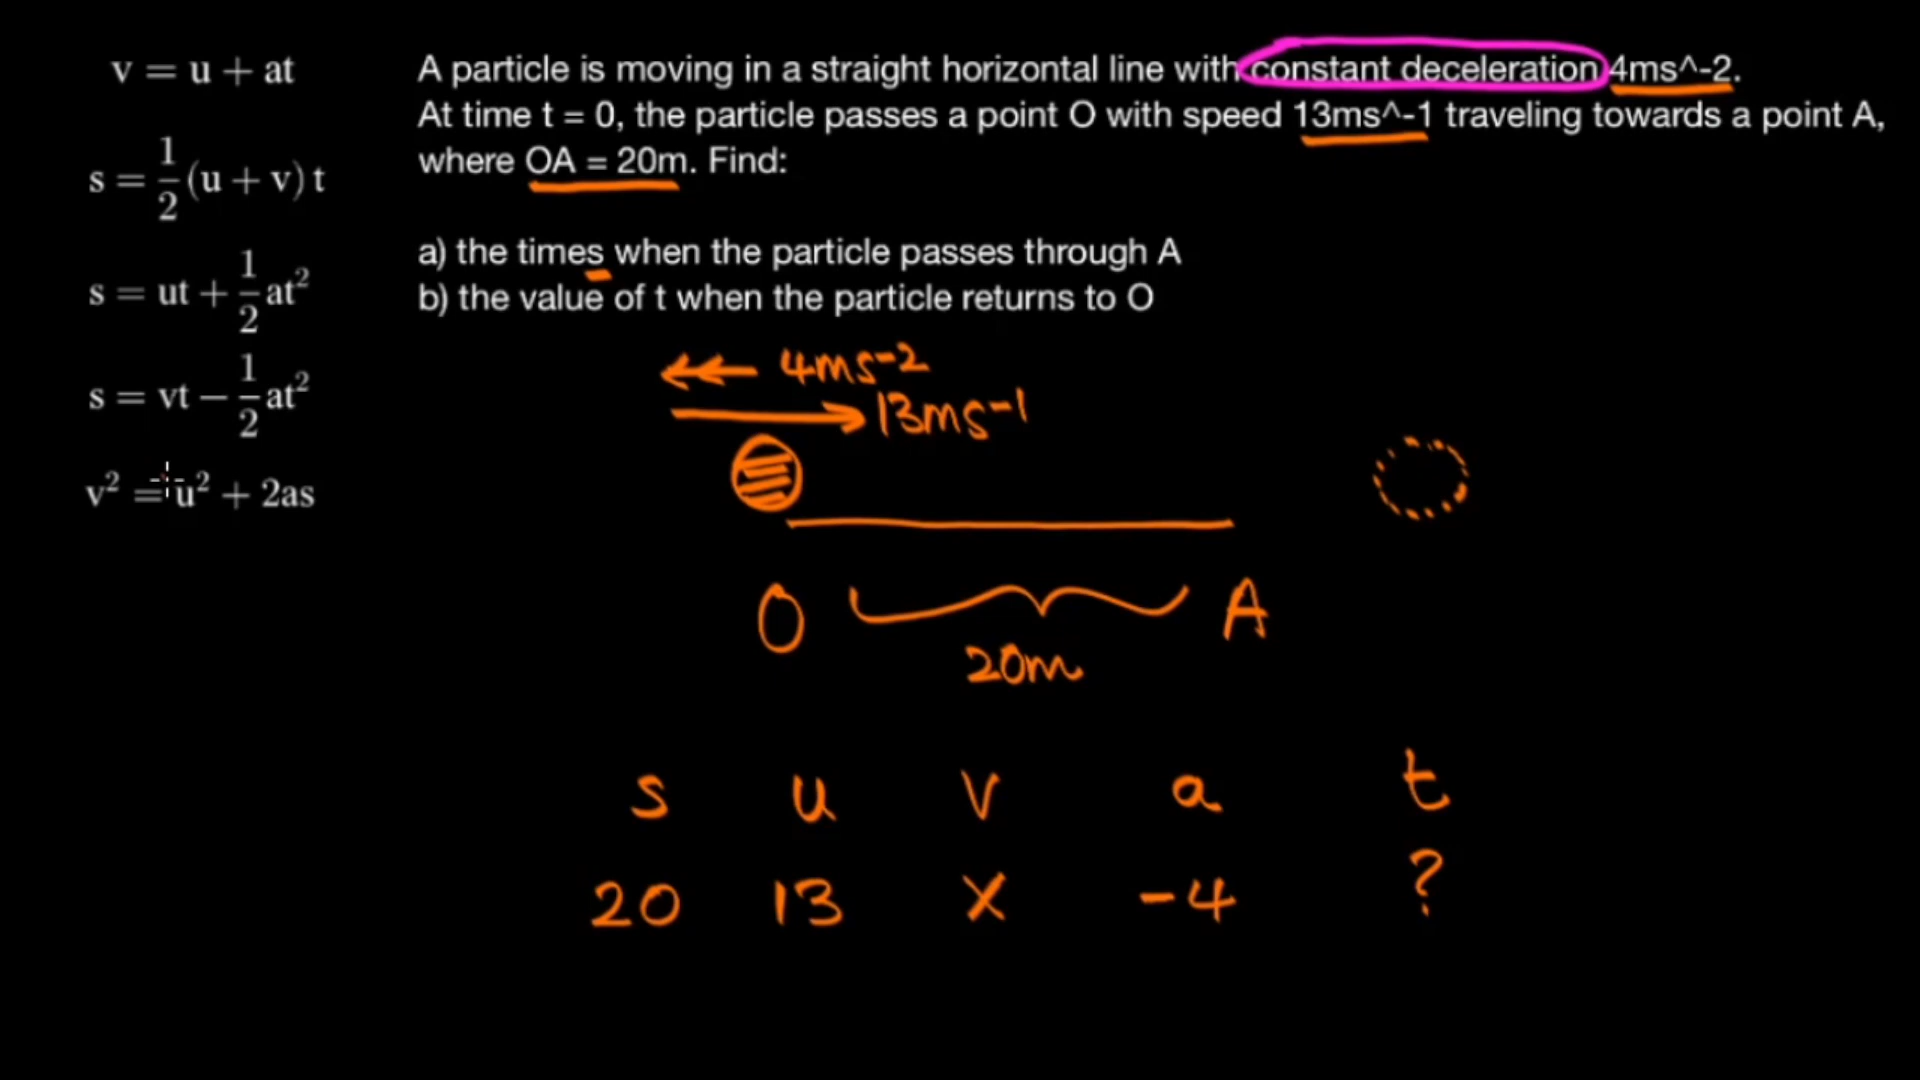 v = u + at
s = 1/2 (u + v) t
s = ut + 1/2 at²
s = vt − 1/2 at²
v² = u² + 2as
A particle is moving in a straight horizontal line with constant deceleration 4ms^-2.
At time t = 0, the particle passes a point O with speed 13ms^-1 traveling towards a point A,
where OA = 20m. Find:
a) the times when the particle passes through A
b) the value of t when the particle returns to O
4ms-2
13ms-1
O A
20m
s u v a t
20 13 X -4 ?